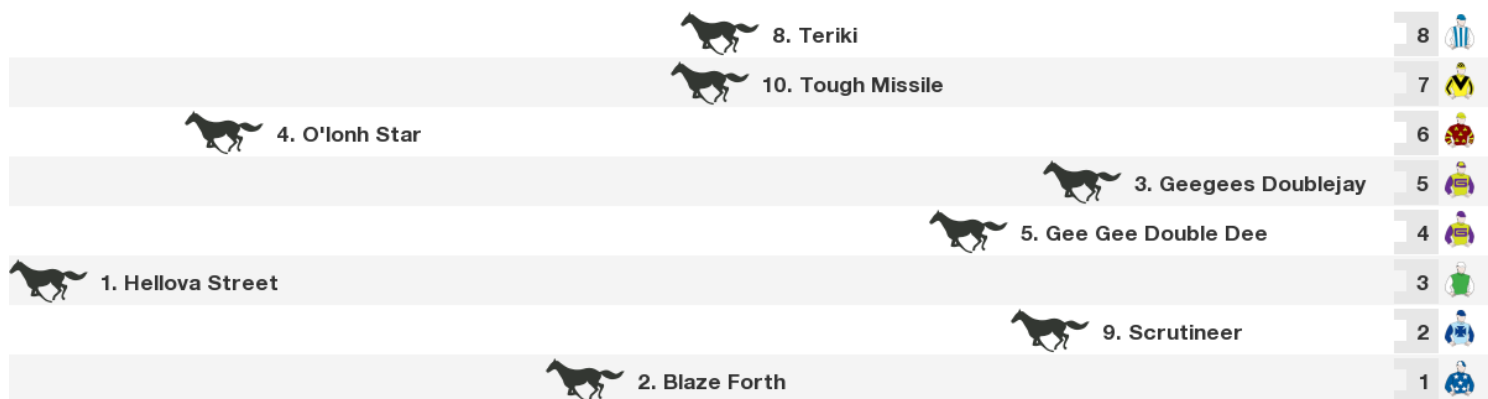 8. Teriki 8
10. Tough Missile 7
4. O'lonh Star 6
3. Geegees Doublejay 5
5. Gee Gee Double Dee 4
1. Hellova Street 3
9. Scrutineer 2
2. Blaze Forth 1